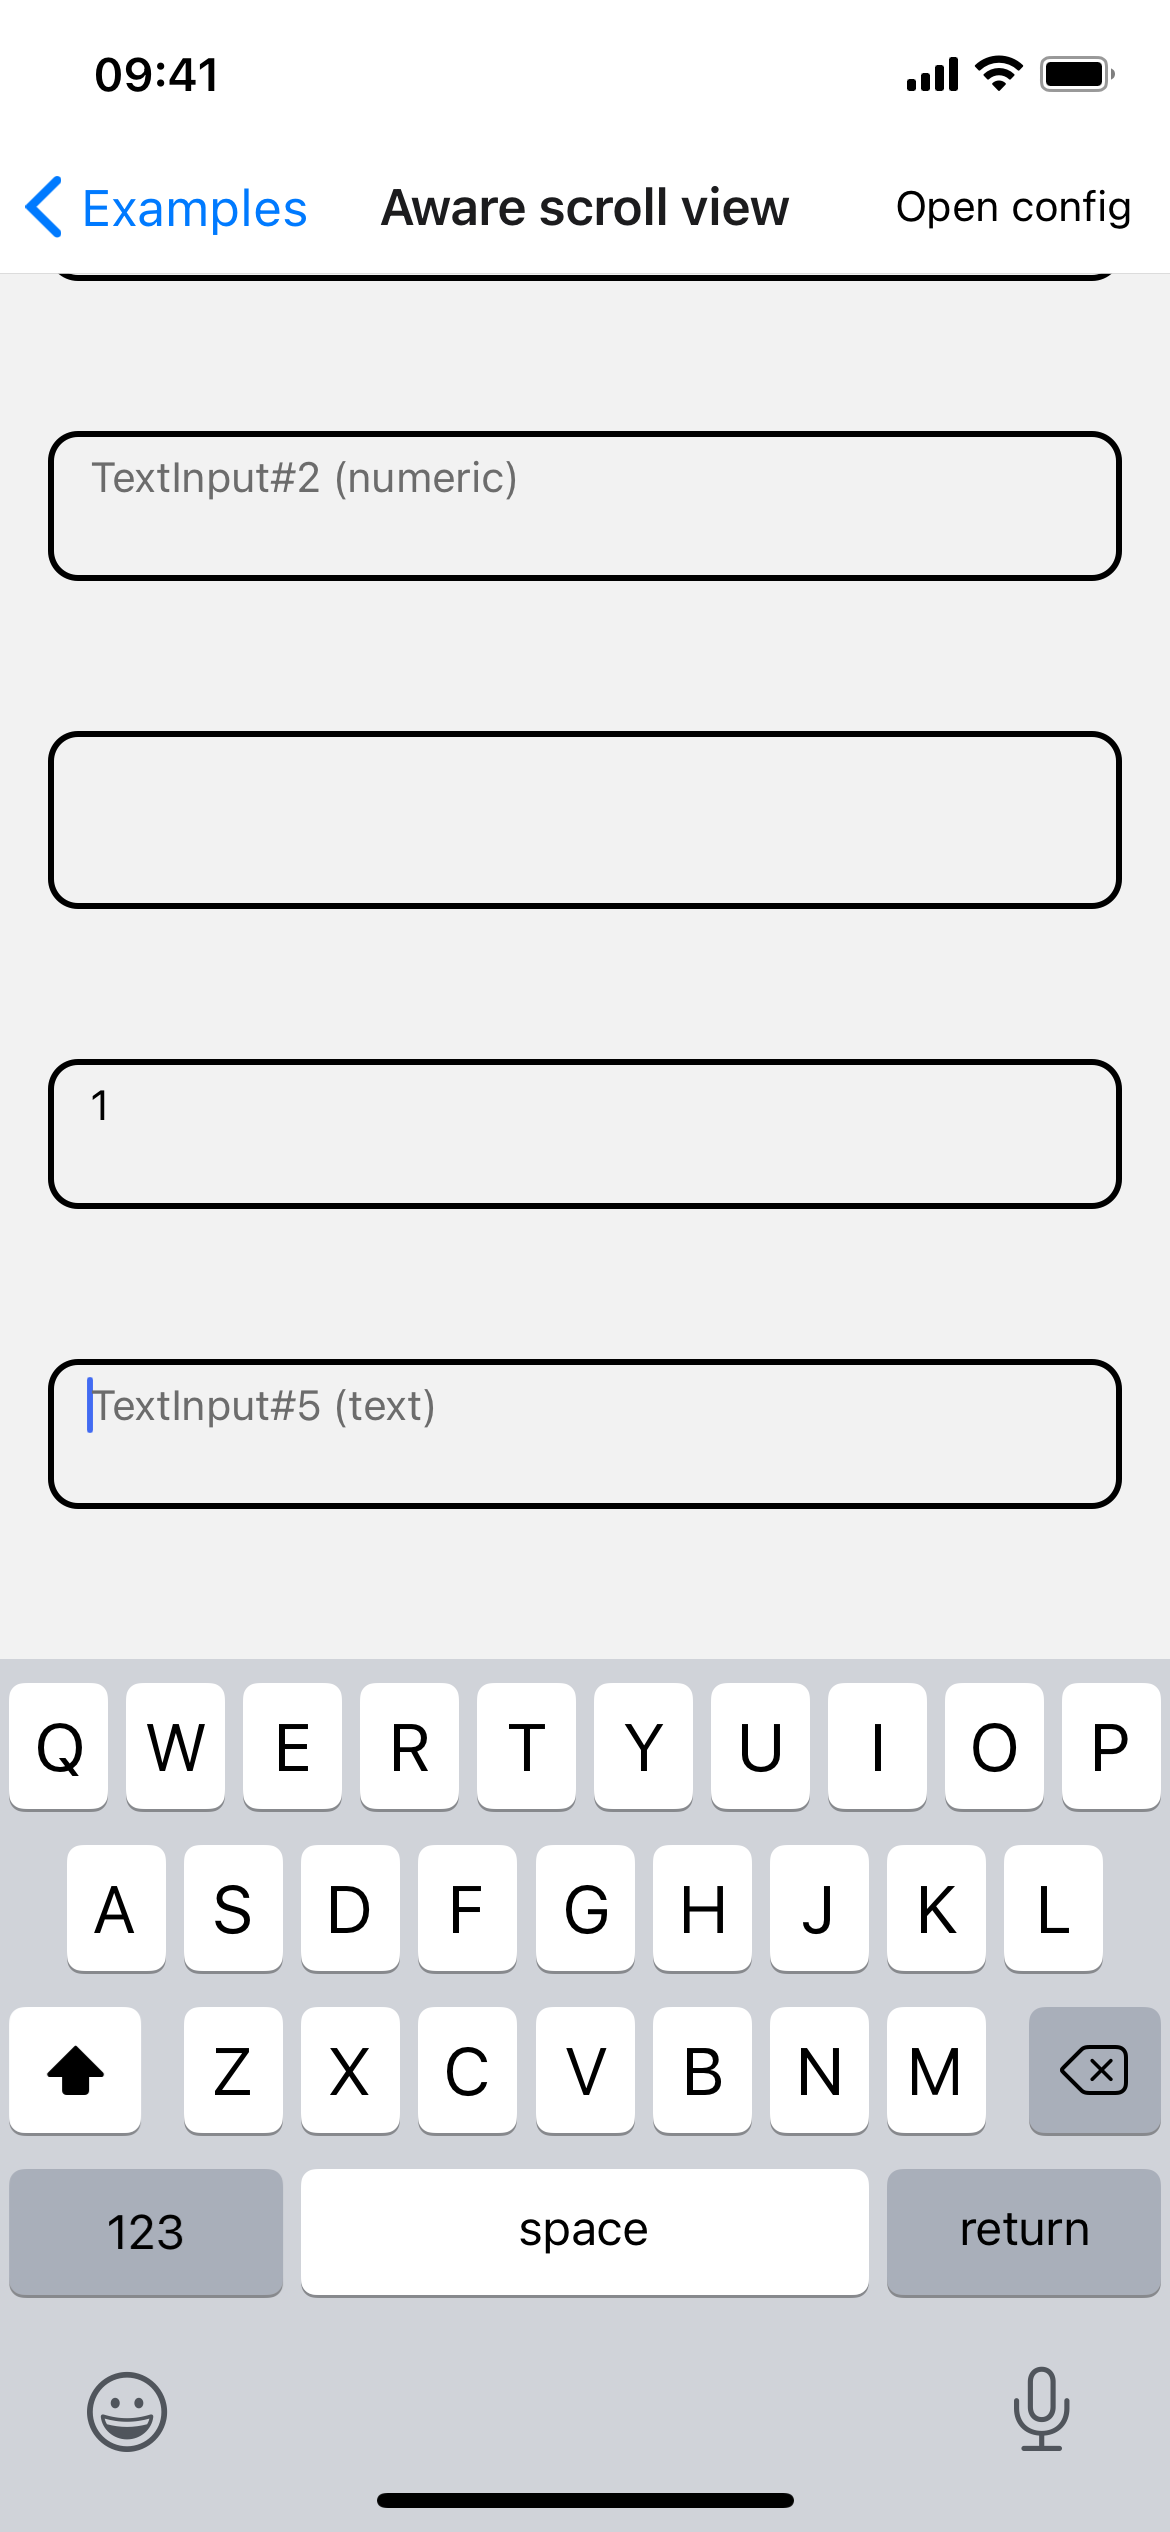 09:41
Examples Aware scroll view Open config
TextInput#2 (numeric)
1
TextInput#5 (text)
Q W E R T Y U I O P
A S D F G H J K L
Z X C V B N M
123 space return